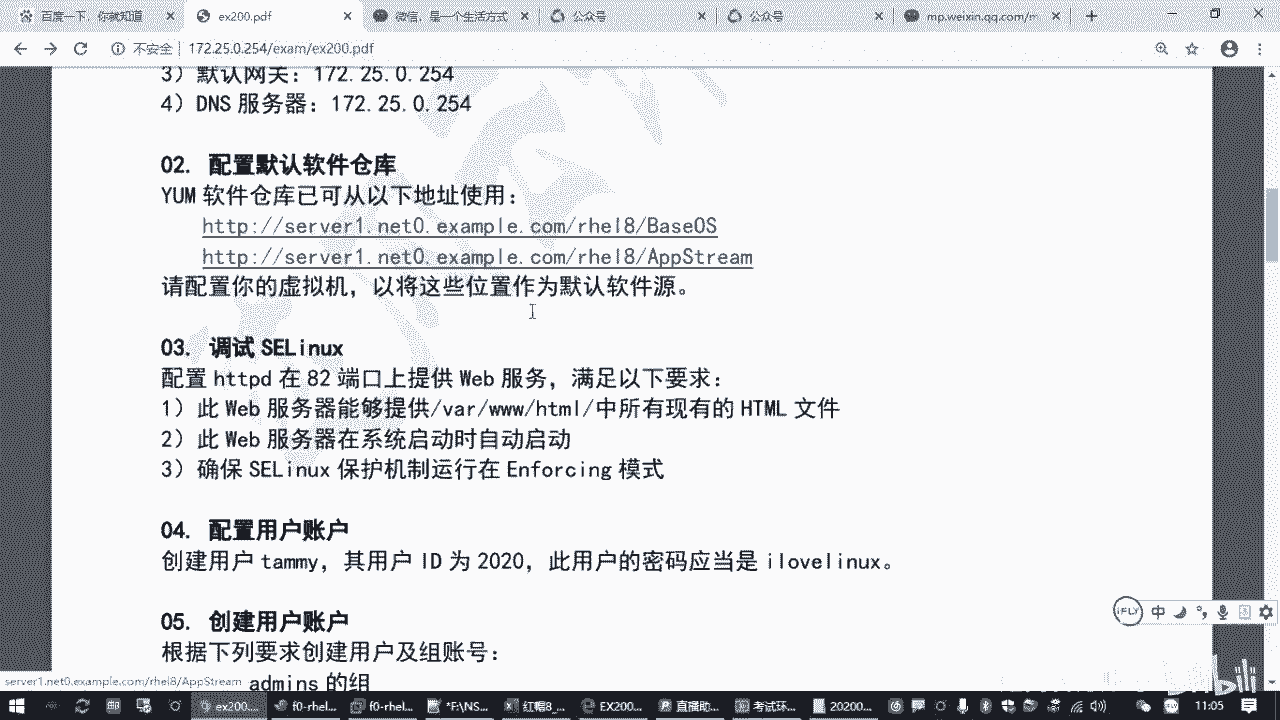 百度一下，你就知道
ex200.pdf
微信，是一个生活方式
公众号
公众号
mp.weixin.qq.com/m
不安全
172.25.0.254/exam/ex200.pdf
3）默认网关：172.25.0.254
4）DNS 服务器：172.25.0.254
02. 配置默认软件仓库
YUM 软件仓库已可从以下地址使用：
http://server1.net0.example.com/rhel8/BaseOS
http://server1.net0.example.com/rhel8/AppStream
请配置你的虚拟机，以将这些位置作为默认软件源。
03. 调试 SELinux
配置 httpd 在 82 端口上提供 Web 服务，满足以下要求：
1）此 Web 服务器能够提供/var/www/html/中所有现有的 HTML 文件
2）此 Web 服务器在系统启动时自动启动
3）确保 SELinux 保护机制运行在 Enforcing 模式
04. 配置用户账户
创建用户 tammy，其用户 ID 为 2020，此用户的密码应当是 ilovelinux。
05. 创建用户账户
根据下列要求创建用户及组账号：
admins 的组
server1.net0.example.com/rhel8/AppStream
iFLY 中
ex200....
f0-rhel...
f0-rhel...
*F:\NS...
红帽8...
EX200...
直播助...
考试环...
20200...
11:05